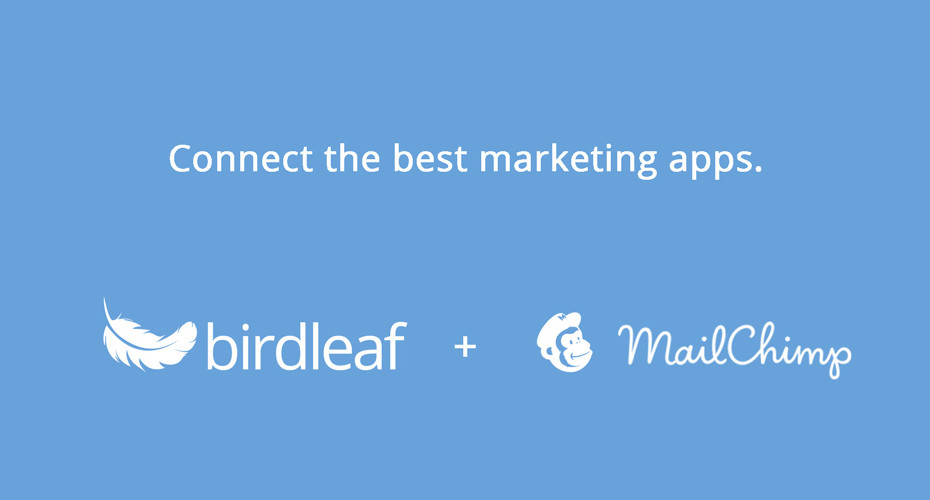 Connect the best marketing apps.
birdleaf + MailChimp